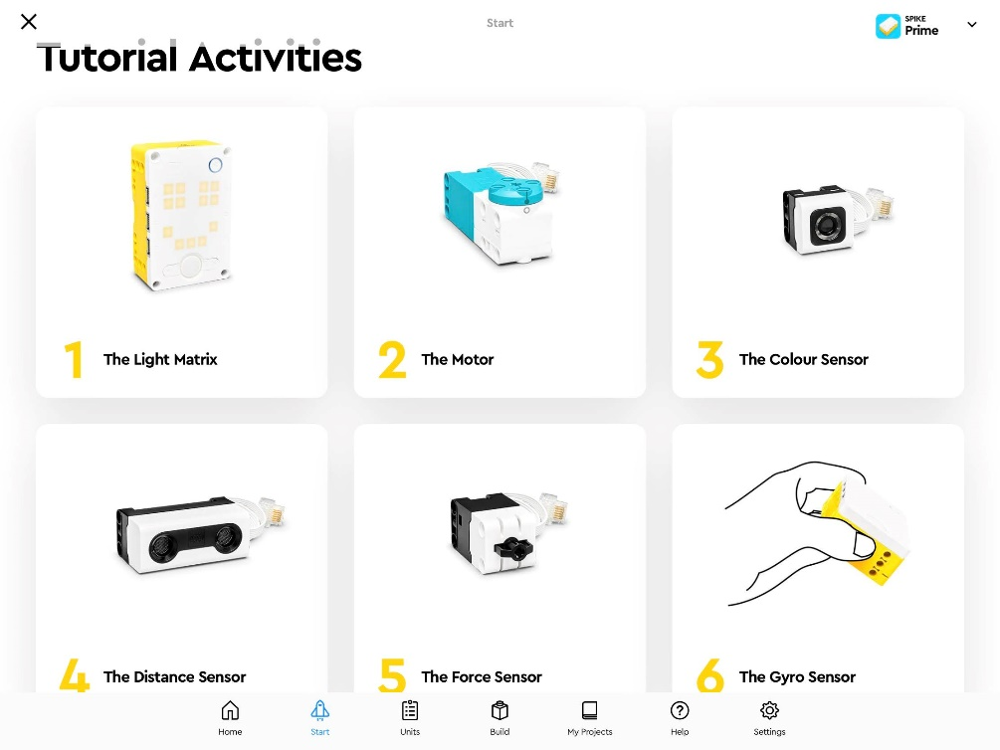 Start
SPIKE
Prime
Tutorial Activities
1 The Light Matrix
2 The Motor
3 The Colour Sensor
4 The Distance Sensor
5 The Force Sensor
6 The Gyro Sensor
Home
Start
Units
Build
My Projects
Help
Settings